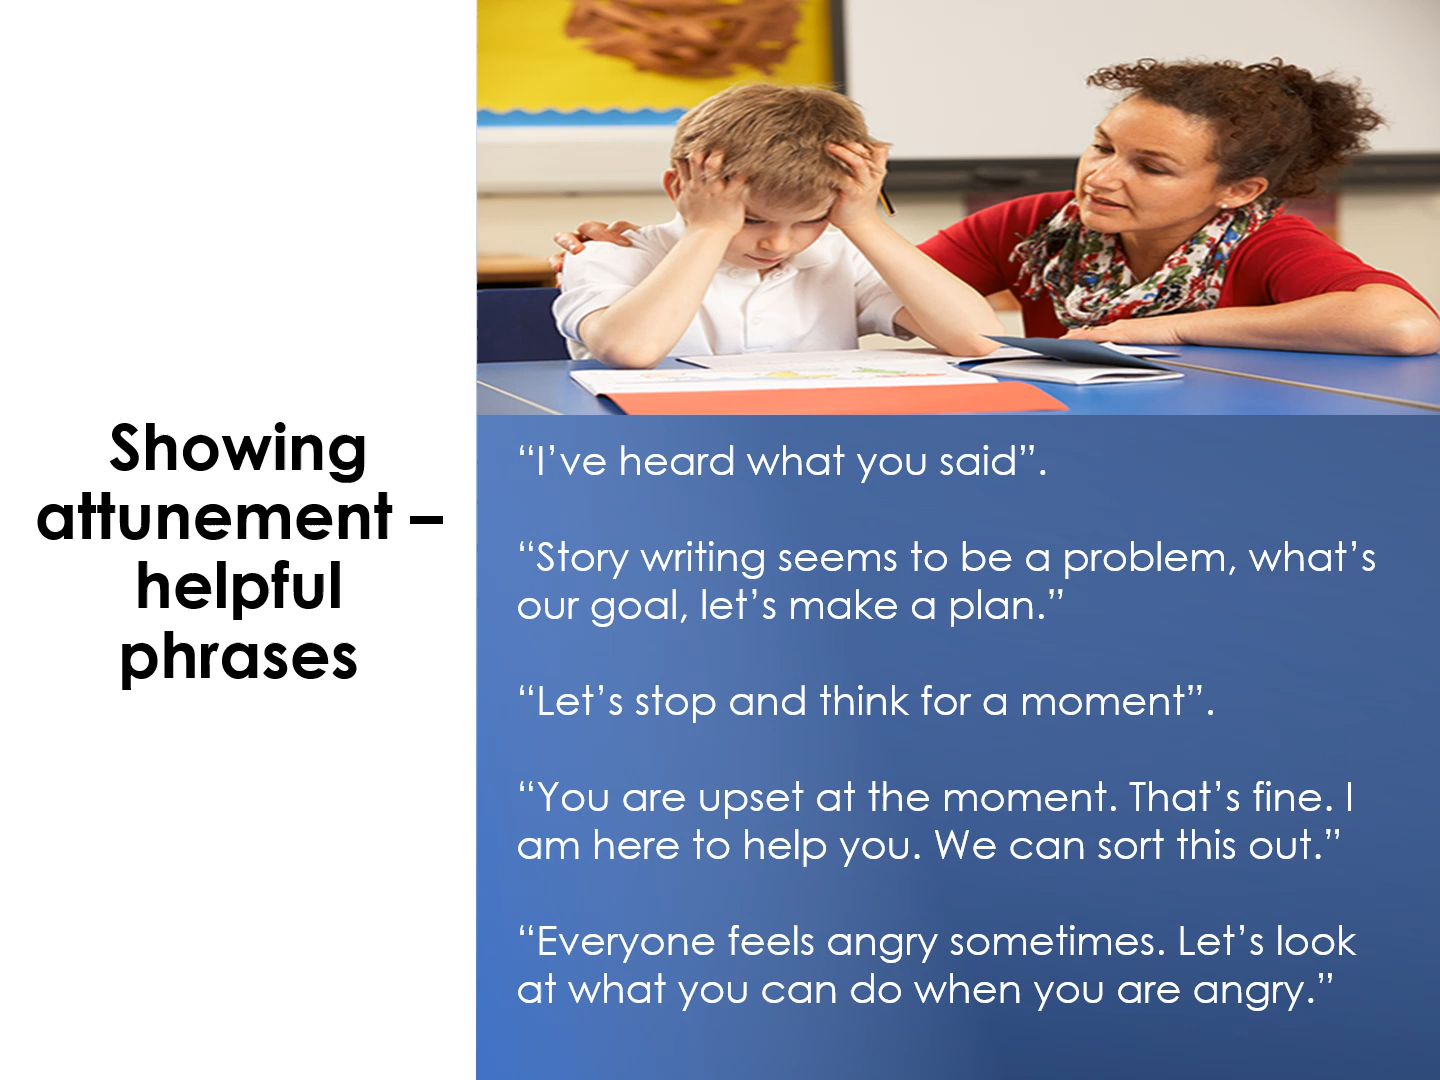 Showing
attunement –
helpful
phrases
“I’ve heard what you said”.
“Story writing seems to be a problem, what’s
our goal, let’s make a plan.”
“Let’s stop and think for a moment”.
“You are upset at the moment. That’s fine. I
am here to help you. We can sort this out.”
“Everyone feels angry sometimes. Let’s look
at what you can do when you are angry.”